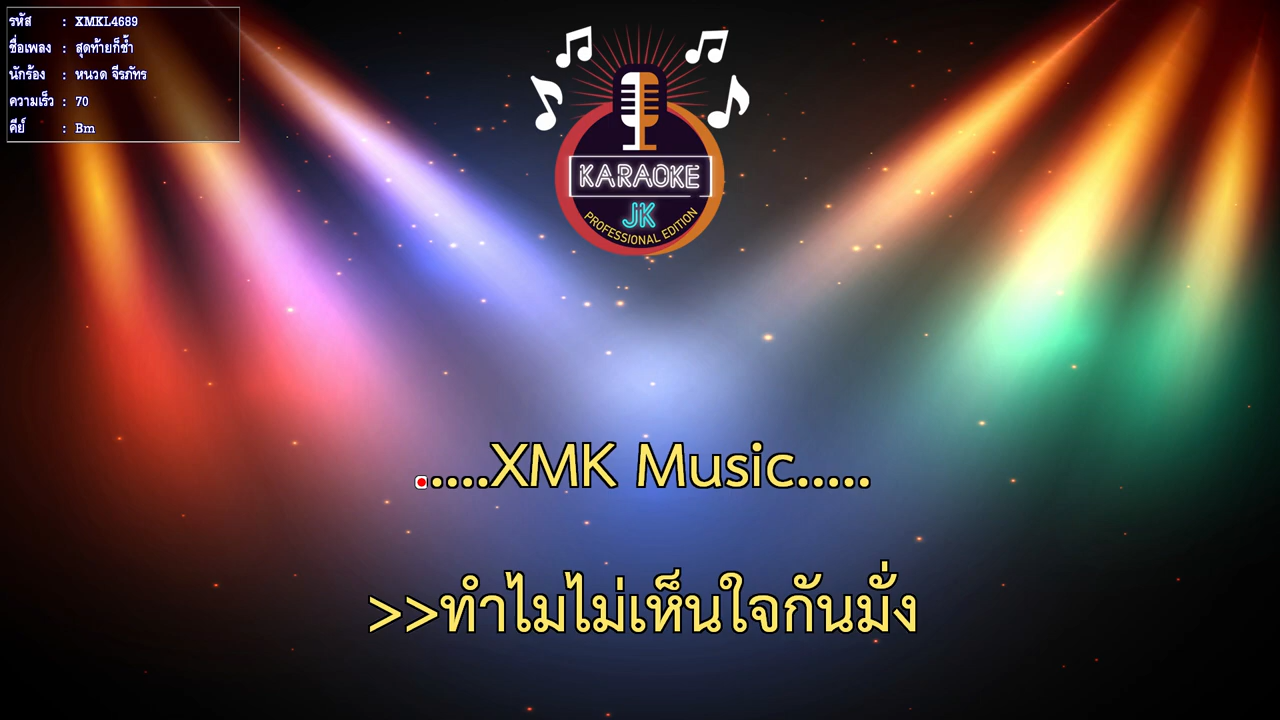 รหัส : XMKL4689
ชื่อเพลง : สุดท้ายก็ช้ำ
นักร้อง : หนวด จิรภัทร
ความเร็ว : 70
คีย์ : Bm
KARAOKE
JK
PROFESSIONAL EDITION
.....XMK Music.....
>>ทำไมไม่เห็นใจกันมั่ง